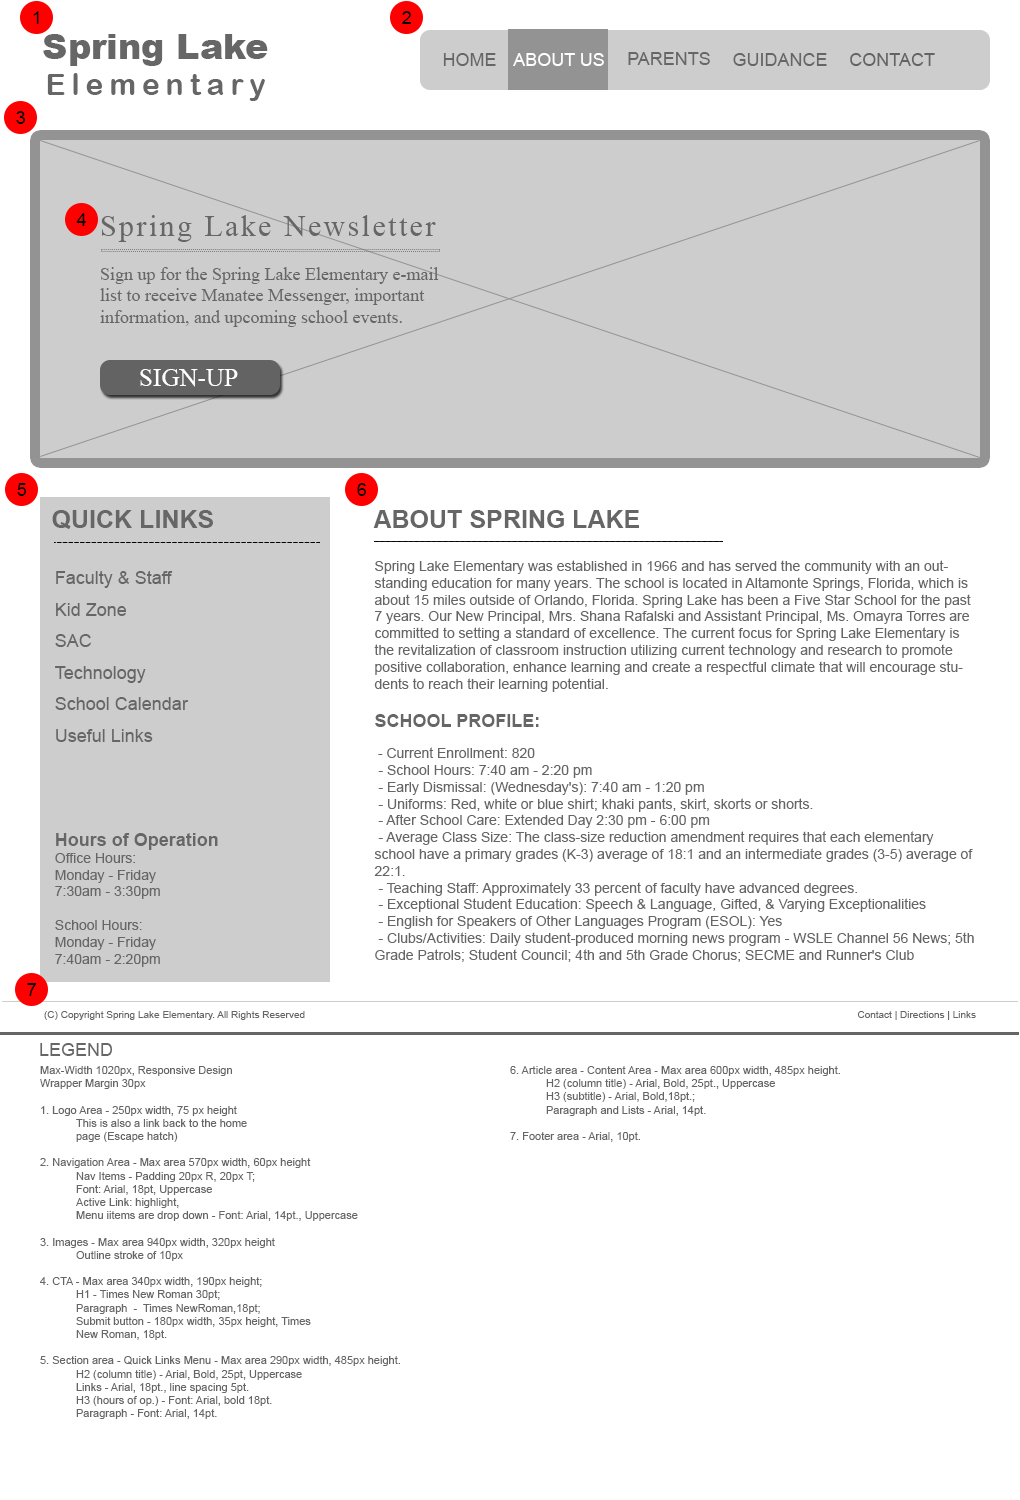 1
Spring Lake
Elementary
2
HOME ABOUT US PARENTS GUIDANCE CONTACT
3
4
Spring Lake Newsletter
Sign up for the Spring Lake Elementary e-mail
list to receive Manatee Messenger, important
information, and upcoming school events.
SIGN-UP
5
QUICK LINKS
Faculty & Staff
Kid Zone
SAC
Technology
School Calendar
Useful Links
Hours of Operation
Office Hours:
Monday - Friday
7:30am - 3:30pm
School Hours:
Monday - Friday
7:40am - 2:20pm
6
ABOUT SPRING LAKE
Spring Lake Elementary was established in 1966 and has served the community with an out-
standing education for many years. The school is located in Altamonte Springs, Florida, which is
about 15 miles outside of Orlando, Florida. Spring Lake has been a Five Star School for the past
7 years. Our New Principal, Mrs. Shana Rafalski and Assistant Principal, Ms. Omayra Torres are
committed to setting a standard of excellence. The current focus for Spring Lake Elementary is
the revitalization of classroom instruction utilizing current technology and research to promote
positive collaboration, enhance learning and create a respectful climate that will encourage stu-
dents to reach their learning potential.
SCHOOL PROFILE:
- Current Enrollment: 820
- School Hours: 7:40 am - 2:20 pm
- Early Dismissal: (Wednesday's): 7:40 am - 1:20 pm
- Uniforms: Red, white or blue shirt; khaki pants, skirt, skorts or shorts.
- After School Care: Extended Day 2:30 pm - 6:00 pm
- Average Class Size: The class-size reduction amendment requires that each elementary
school have a primary grades (K-3) average of 18:1 and an intermediate grades (3-5) average of
22:1.
- Teaching Staff: Approximately 33 percent of faculty have advanced degrees.
- Exceptional Student Education: Speech & Language, Gifted, & Varying Exceptionalities
- English for Speakers of Other Languages Program (ESOL): Yes
- Clubs/Activities: Daily student-produced morning news program - WSLE Channel 56 News; 5th
Grade Patrols; Student Council; 4th and 5th Grade Chorus; SECME and Runner's Club
7
(C) Copyright Spring Lake Elementary. All Rights Reserved
Contact | Directions | Links
LEGEND
Max-Width 1020px, Responsive Design
Wrapper Margin 30px
1. Logo Area - 250px width, 75 px height
This is also a link back to the home
page (Escape hatch)
2. Navigation Area - Max area 570px width, 60px height
Nav Items - Padding 20px R, 20px T;
Font: Arial, 18pt, Uppercase
Active Link: highlight,
Menu iitems are drop down - Font: Arial, 14pt., Uppercase
3. Images - Max area 940px width, 320px height
Outline stroke of 10px
4. CTA - Max area 340px width, 190px height;
H1 - Times New Roman 30pt;
Paragraph - Times NewRoman,18pt;
Submit button - 180px width, 35px height, Times
New Roman, 18pt.
5. Section area - Quick Links Menu - Max area 290px width, 485px height.
H2 (column title) - Arial, Bold, 25pt, Uppercase
Links - Arial, 18pt., line spacing 5pt.
H3 (hours of op.) - Font: Arial, bold 18pt.
Paragraph - Font: Arial, 14pt.
6. Article area - Content Area - Max area 600px width, 485px height.
H2 (column title) - Arial, Bold, 25pt., Uppercase
H3 (subtitle) - Arial, Bold,18pt.;
Paragraph and Lists - Arial, 14pt.
7. Footer area - Arial, 10pt.